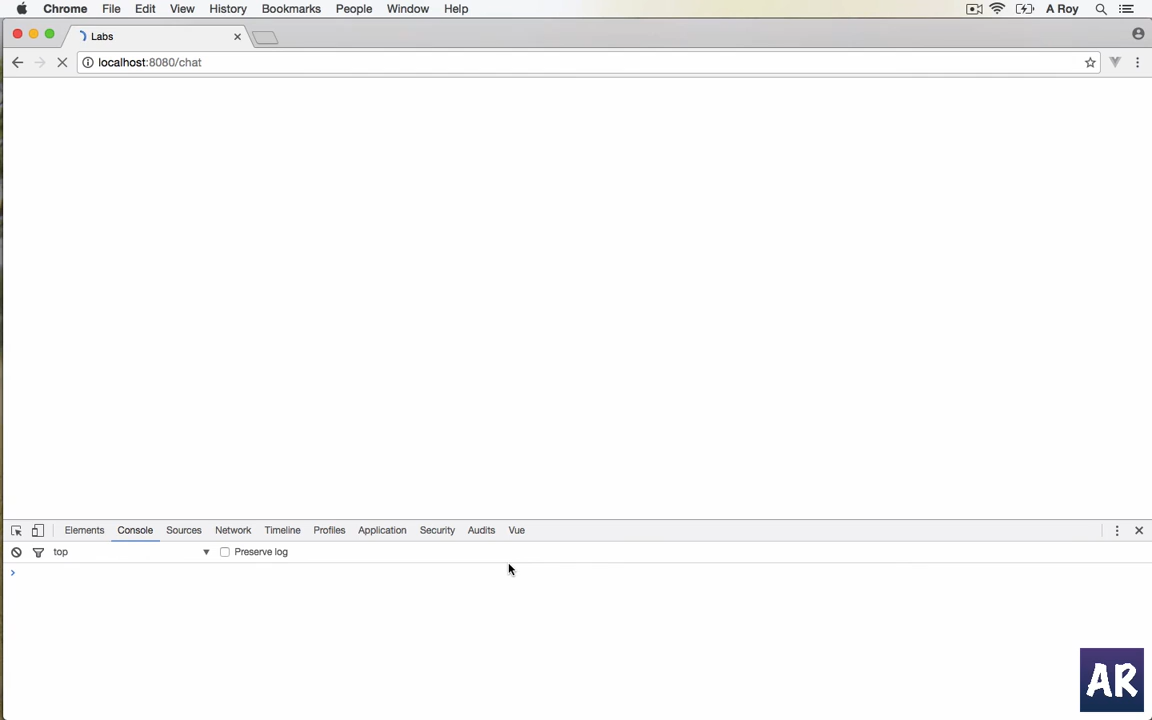 Chrome File Edit View History Bookmarks People Window Help A Roy
Labs
localhost:8080/chat
Elements Console Sources Network Timeline Profiles Application Security Audits Vue
top Preserve log
AR